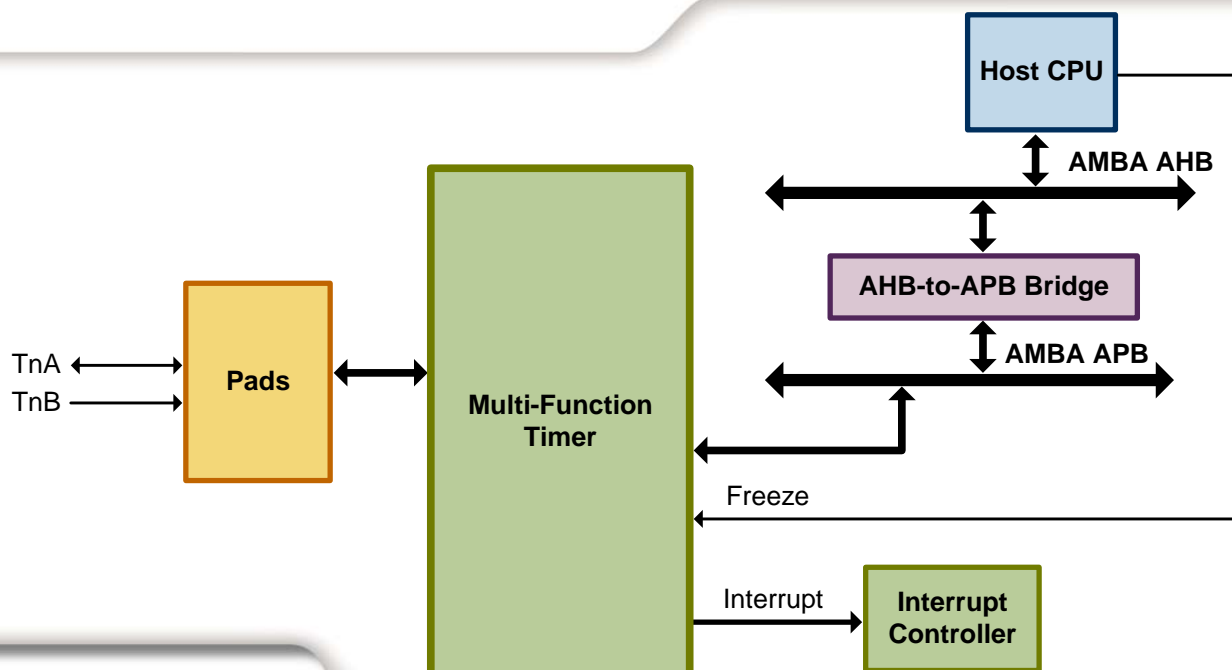 Host CPU
AMBA AHB
AHB-to-APB Bridge
AMBA APB
TnA
TnB
Pads
Multi-Function
Timer
Freeze
Interrupt
Interrupt
Controller